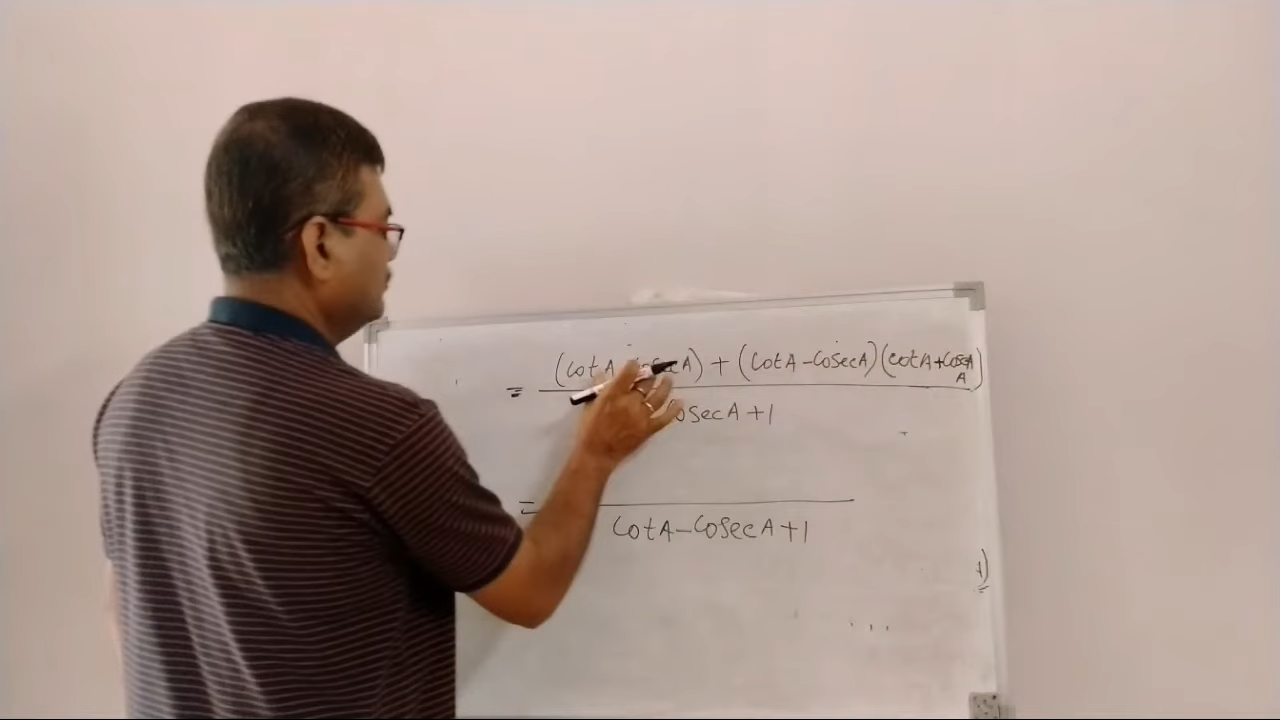 = (cotA cosecA) + (cotA-cosecA)(cotA+cosecA)
cosecA+1
=
cotA-cosecA+1